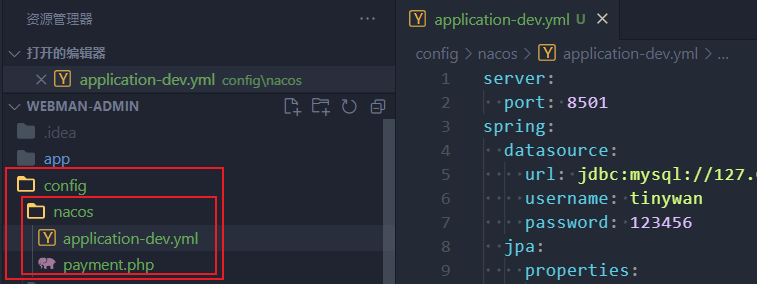 资源管理器 ···
打开的编辑器
application-dev.yml config\nacos
WEBMAN-ADMIN
.idea
app
config
nacos
application-dev.yml
payment.php
application-dev.yml U
config > nacos > application-dev.yml > ...
1 server:
2 port: 8501
3 spring:
4 datasource:
5 url: jdbc:mysql://127.
6 username: tinywan
7 password: 123456
8 jpa:
9 properties: